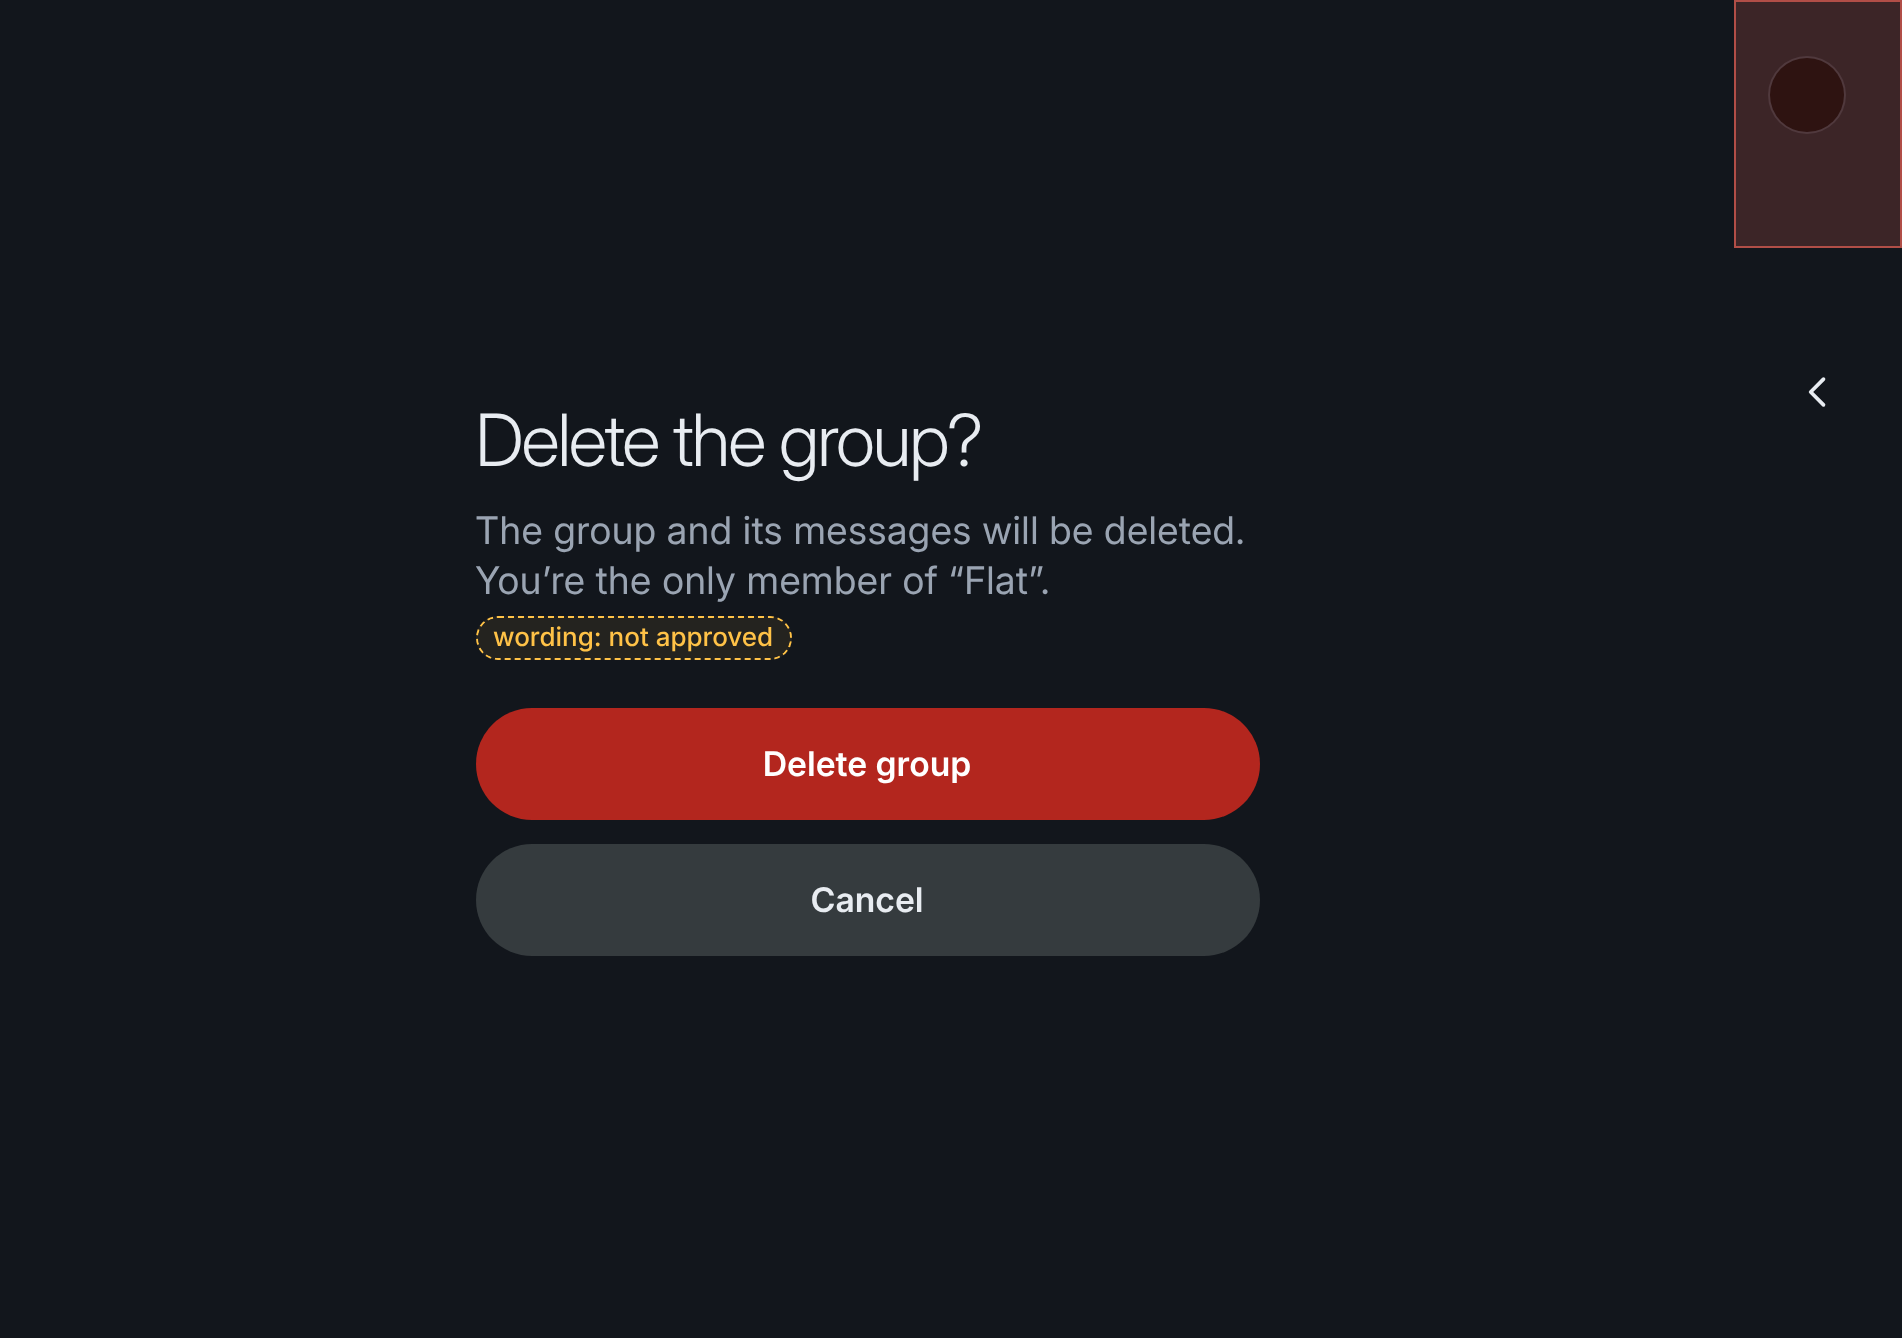 Delete the group?
The group and its messages will be deleted.
You’re the only member of “Flat”.
wording: not approved
Delete group
Cancel